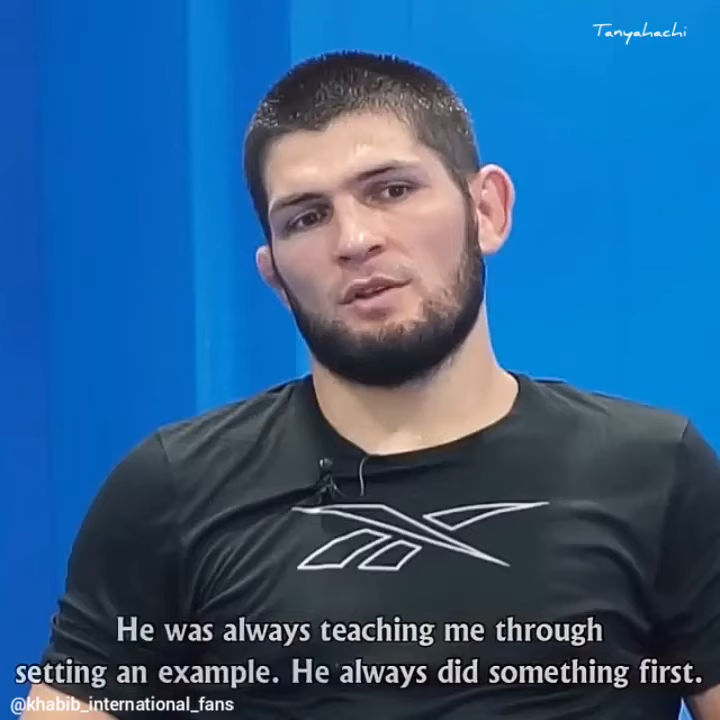 Tanyahachi
He was always teaching me through
setting an example. He always did something first.
@khabib_international_fans